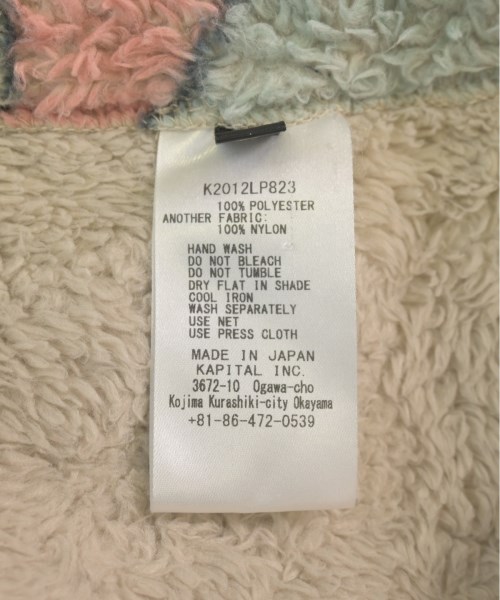 K2012LP823
100% POLYESTER
ANOTHER FABRIC:
100% NYLON
HAND WASH
DO NOT BLEACH
DO NOT TUMBLE
DRY FLAT IN SHADE
COOL IRON
WASH SEPARATELY
USE NET
USE PRESS CLOTH
MADE IN JAPAN
KAPITAL INC.
3672-10 Ogawa-cho
Kojima Kurashiki-city Okayama
+81-86-472-0539